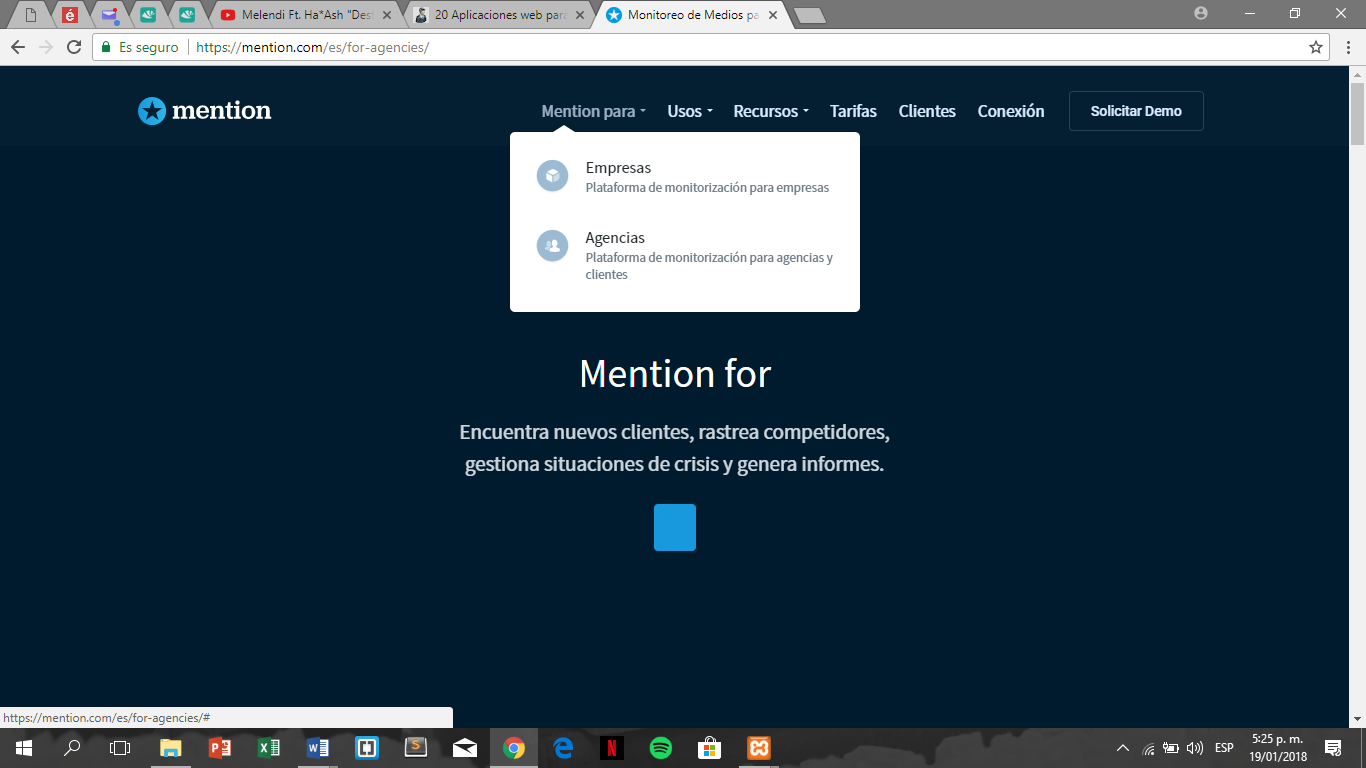 Melendi Ft. Ha*Ash "Dest
20 Aplicaciones web para
Monitoreo de Medios pa
Es seguro
https://mention.com/es/for-agencies/
mention
Mention para
Usos
Recursos
Tarifas
Clientes
Conexión
Solicitar Demo
Empresas
Plataforma de monitorización para empresas
Agencias
Plataforma de monitorización para agencias y
clientes
Mention for
Encuentra nuevos clientes, rastrea competidores,
gestiona situaciones de crisis y genera informes.
https://mention.com/es/for-agencies/#
ESP
5:25 p. m.
19/01/2018